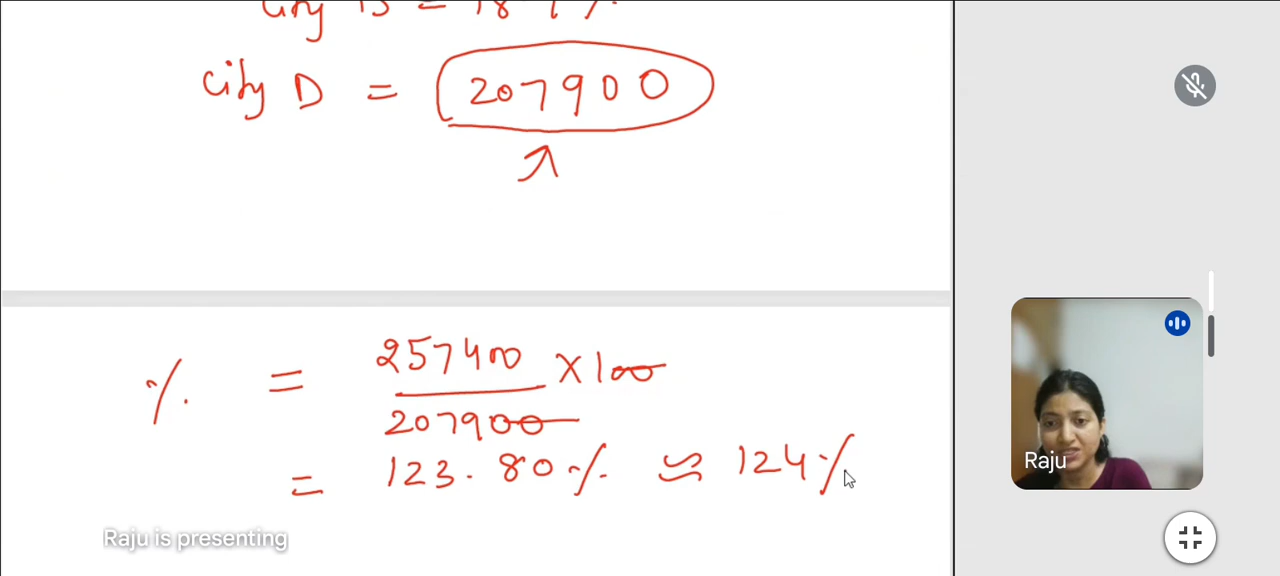 City D = 207900
% = 257400 × 100
207900
= 123.80% ≈ 124%
Raju
Raju is presenting